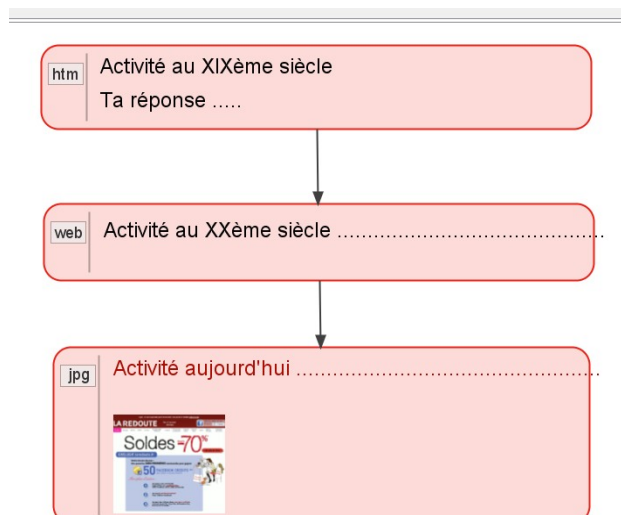 htm
Activité au XIXème siècle
Ta réponse .....
web
Activité au XXème siècle ............................................
jpg
Activité aujourd'hui ..................................................
LA REDOUTE
Soldes -70%
50